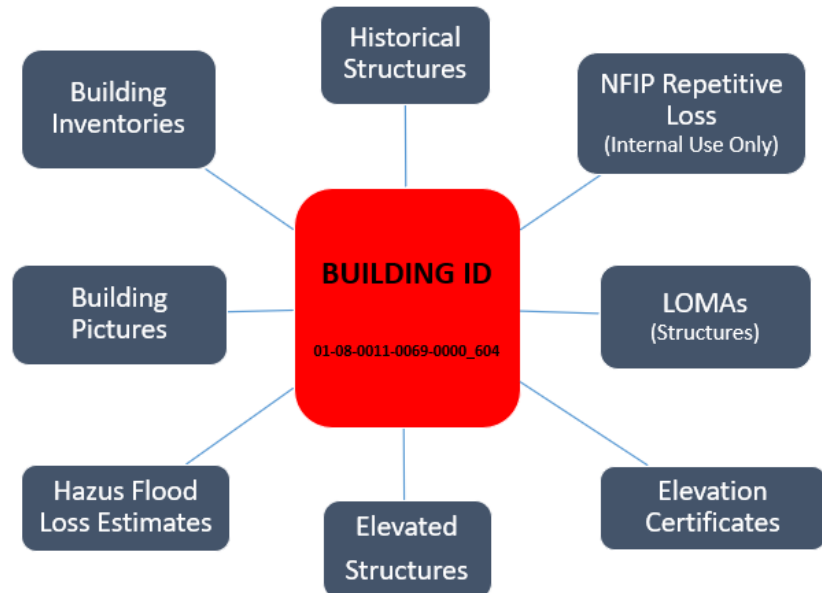 Historical
Structures
Building
Inventories
NFIP Repetitive
Loss
(Internal Use Only)
BUILDING ID
01-08-0011-0069-0000_604
Building
Pictures
LOMAs
(Structures)
Hazus Flood
Loss Estimates
Elevated
Structures
Elevation
Certificates